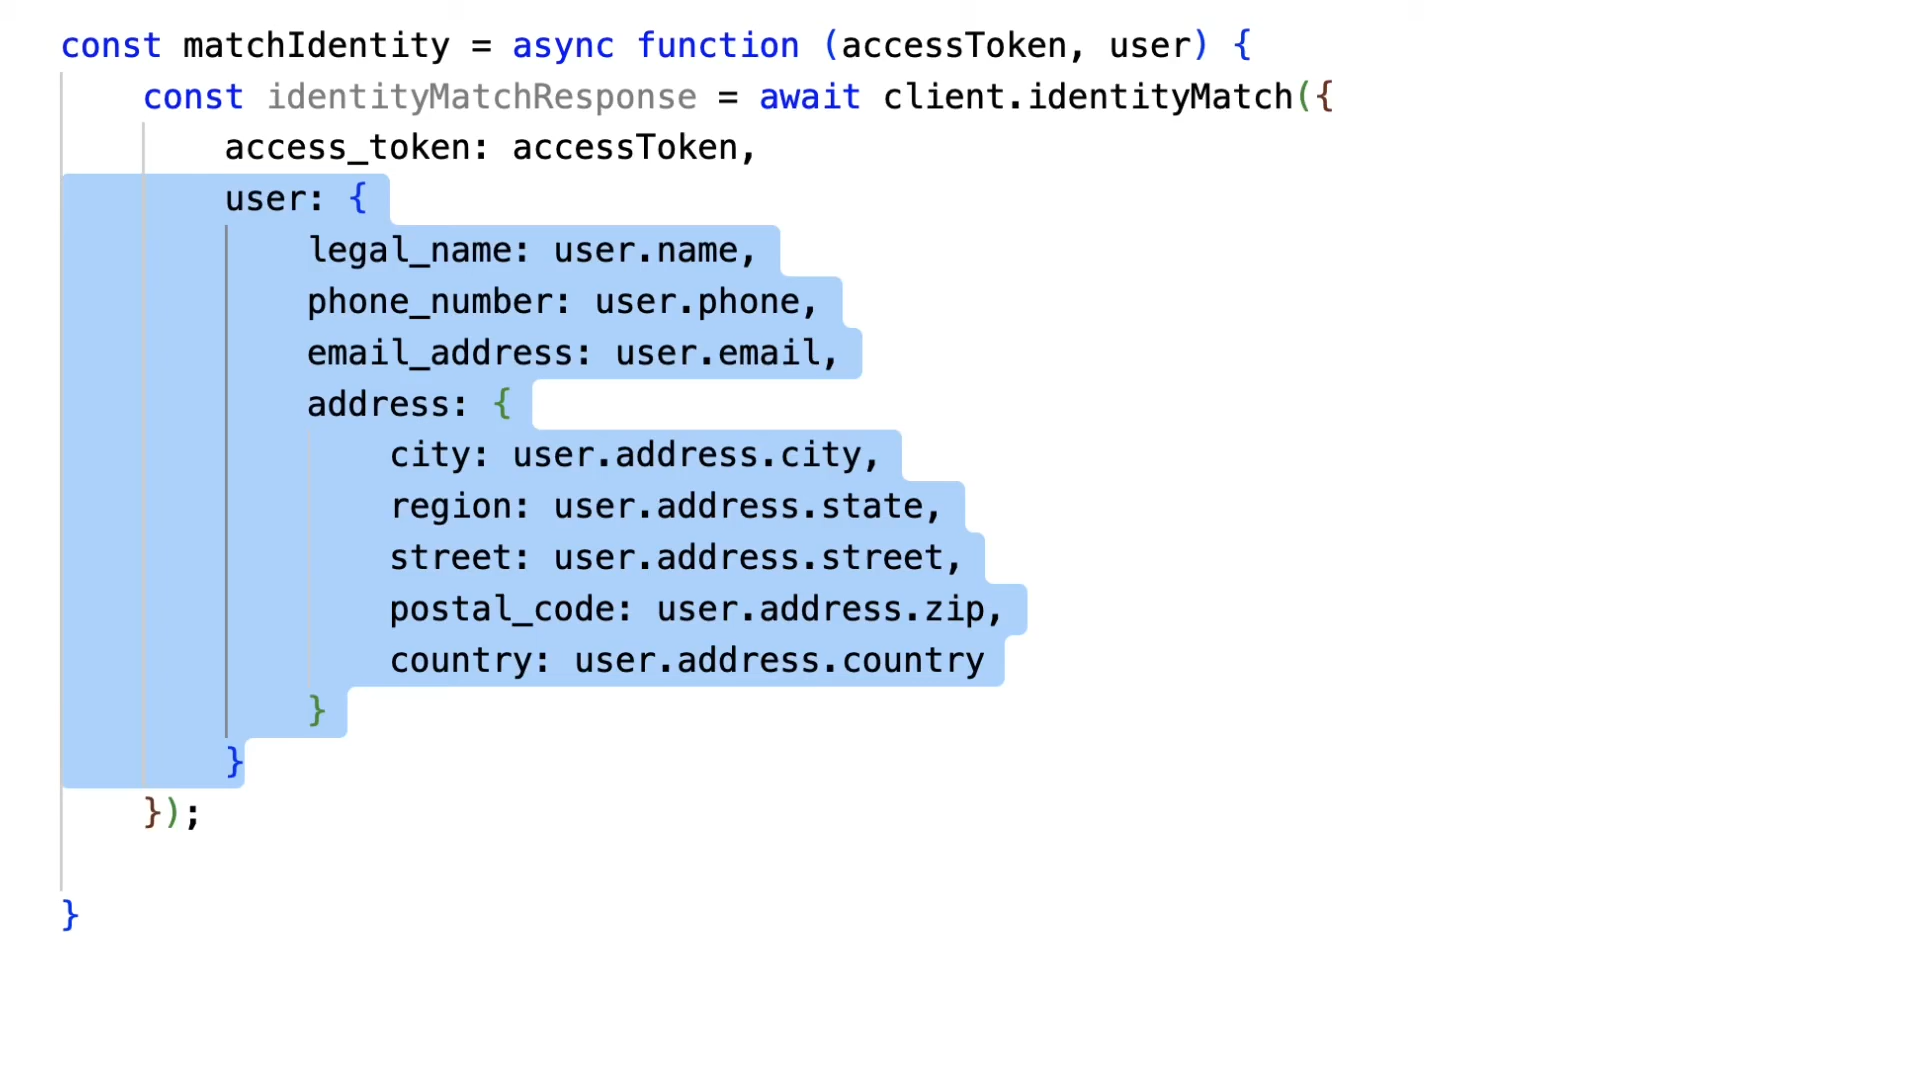 const matchIdentity = async function (accessToken, user) {
    const identityMatchResponse = await client.identityMatch({
        access_token: accessToken,
        user: {
            legal_name: user.name,
            phone_number: user.phone,
            email_address: user.email,
            address: {
                city: user.address.city,
                region: user.address.state,
                street: user.address.street,
                postal_code: user.address.zip,
                country: user.address.country
            }
        }
    });
}